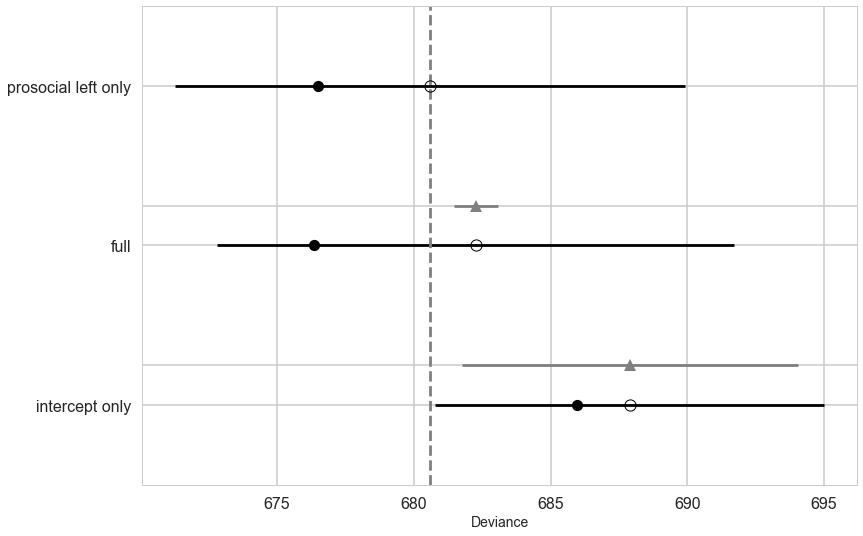 prosocial left only
full
intercept only
675 680 685 690 695
Deviance